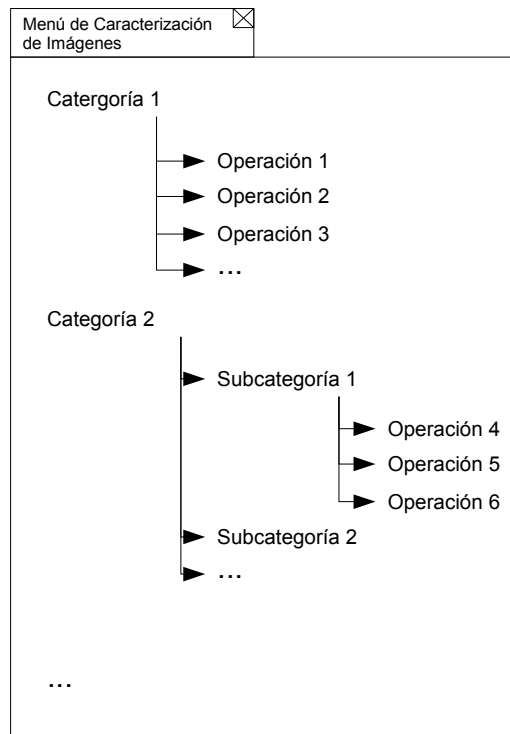 Menú de Caracterización
de Imágenes
Catergoría 1
Operación 1
Operación 2
Operación 3
...
Categoría 2
Subcategoría 1
Operación 4
Operación 5
Operación 6
Subcategoría 2
...
...